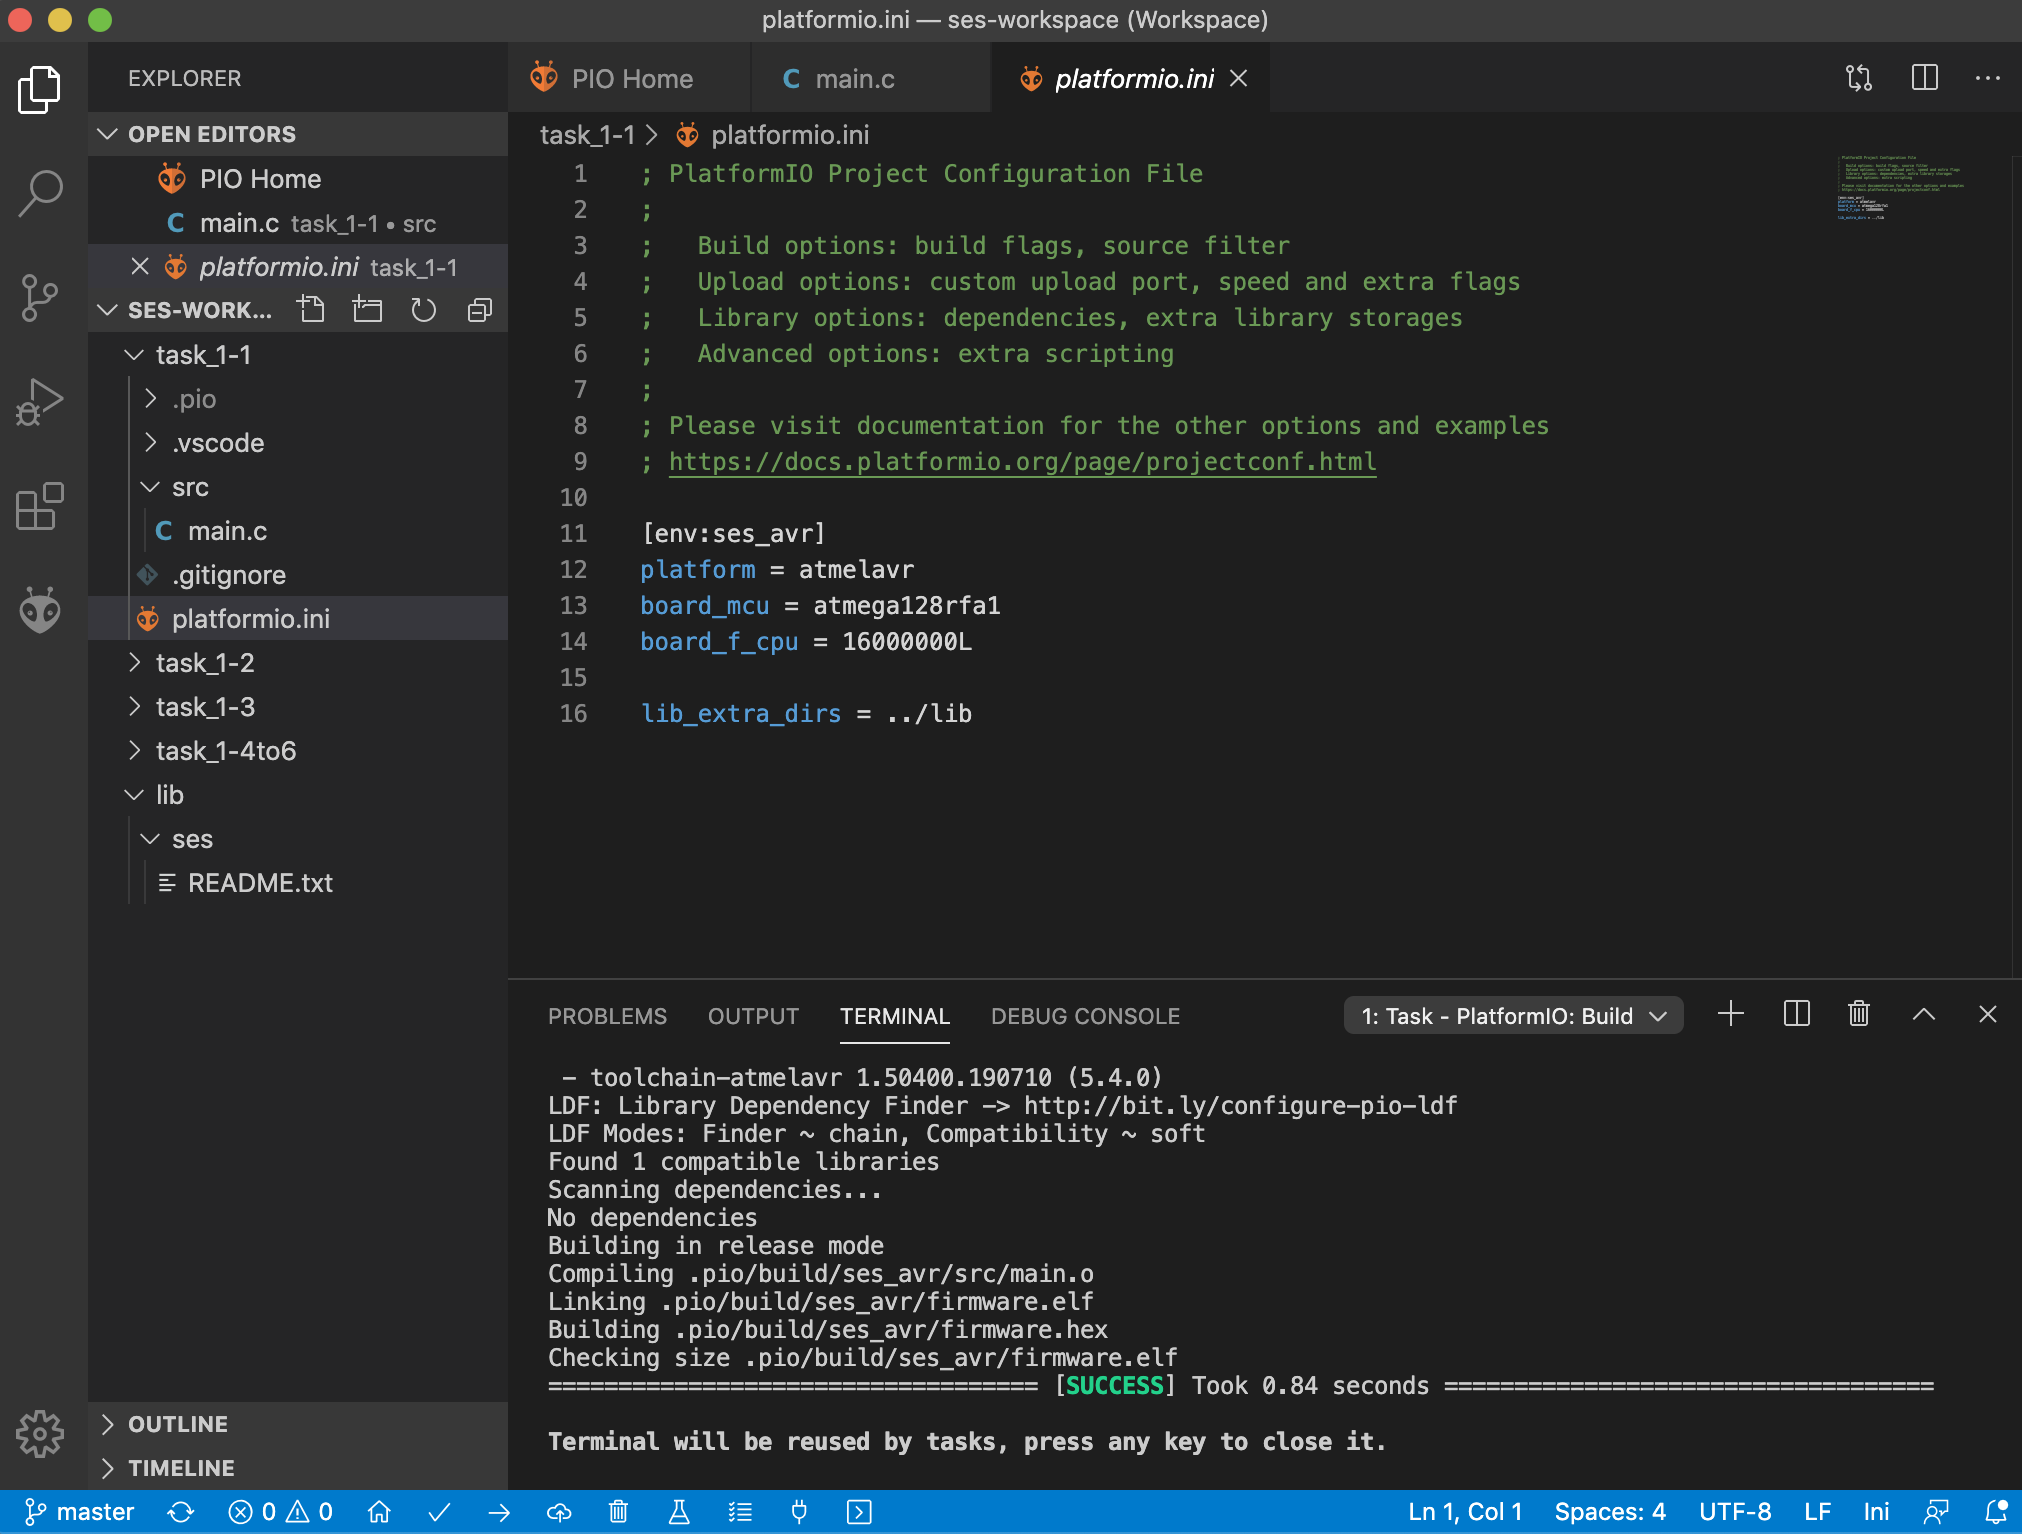 platformio.ini — ses-workspace (Workspace)
EXPLORER
OPEN EDITORS
PIO Home
C main.c task_1-1 • src
platformio.ini task_1-1
SES-WORK...
task_1-1
.pio
.vscode
src
C main.c
.gitignore
platformio.ini
task_1-2
task_1-3
task_1-4to6
lib
ses
README.txt
OUTLINE
TIMELINE
PIO Home
C main.c
platformio.ini
task_1-1 > platformio.ini
1 ; PlatformIO Project Configuration File
2 ;
3 ;   Build options: build flags, source filter
4 ;   Upload options: custom upload port, speed and extra flags
5 ;   Library options: dependencies, extra library storages
6 ;   Advanced options: extra scripting
7 ;
8 ; Please visit documentation for the other options and examples
9 ; https://docs.platformio.org/page/projectconf.html
10
11 [env:ses_avr]
12 platform = atmelavr
13 board_mcu = atmega128rfa1
14 board_f_cpu = 16000000L
15
16 lib_extra_dirs = ../lib
PROBLEMS OUTPUT TERMINAL DEBUG CONSOLE 1: Task - PlatformIO: Build
- toolchain-atmelavr 1.50400.190710 (5.4.0)
LDF: Library Dependency Finder -> http://bit.ly/configure-pio-ldf
LDF Modes: Finder ~ chain, Compatibility ~ soft
Found 1 compatible libraries
Scanning dependencies...
No dependencies
Building in release mode
Compiling .pio/build/ses_avr/src/main.o
Linking .pio/build/ses_avr/firmware.elf
Building .pio/build/ses_avr/firmware.hex
Checking size .pio/build/ses_avr/firmware.elf
=================================== [SUCCESS] Took 0.84 seconds ===================================
Terminal will be reused by tasks, press any key to close it.
master 0 0 Ln 1, Col 1 Spaces: 4 UTF-8 LF Ini